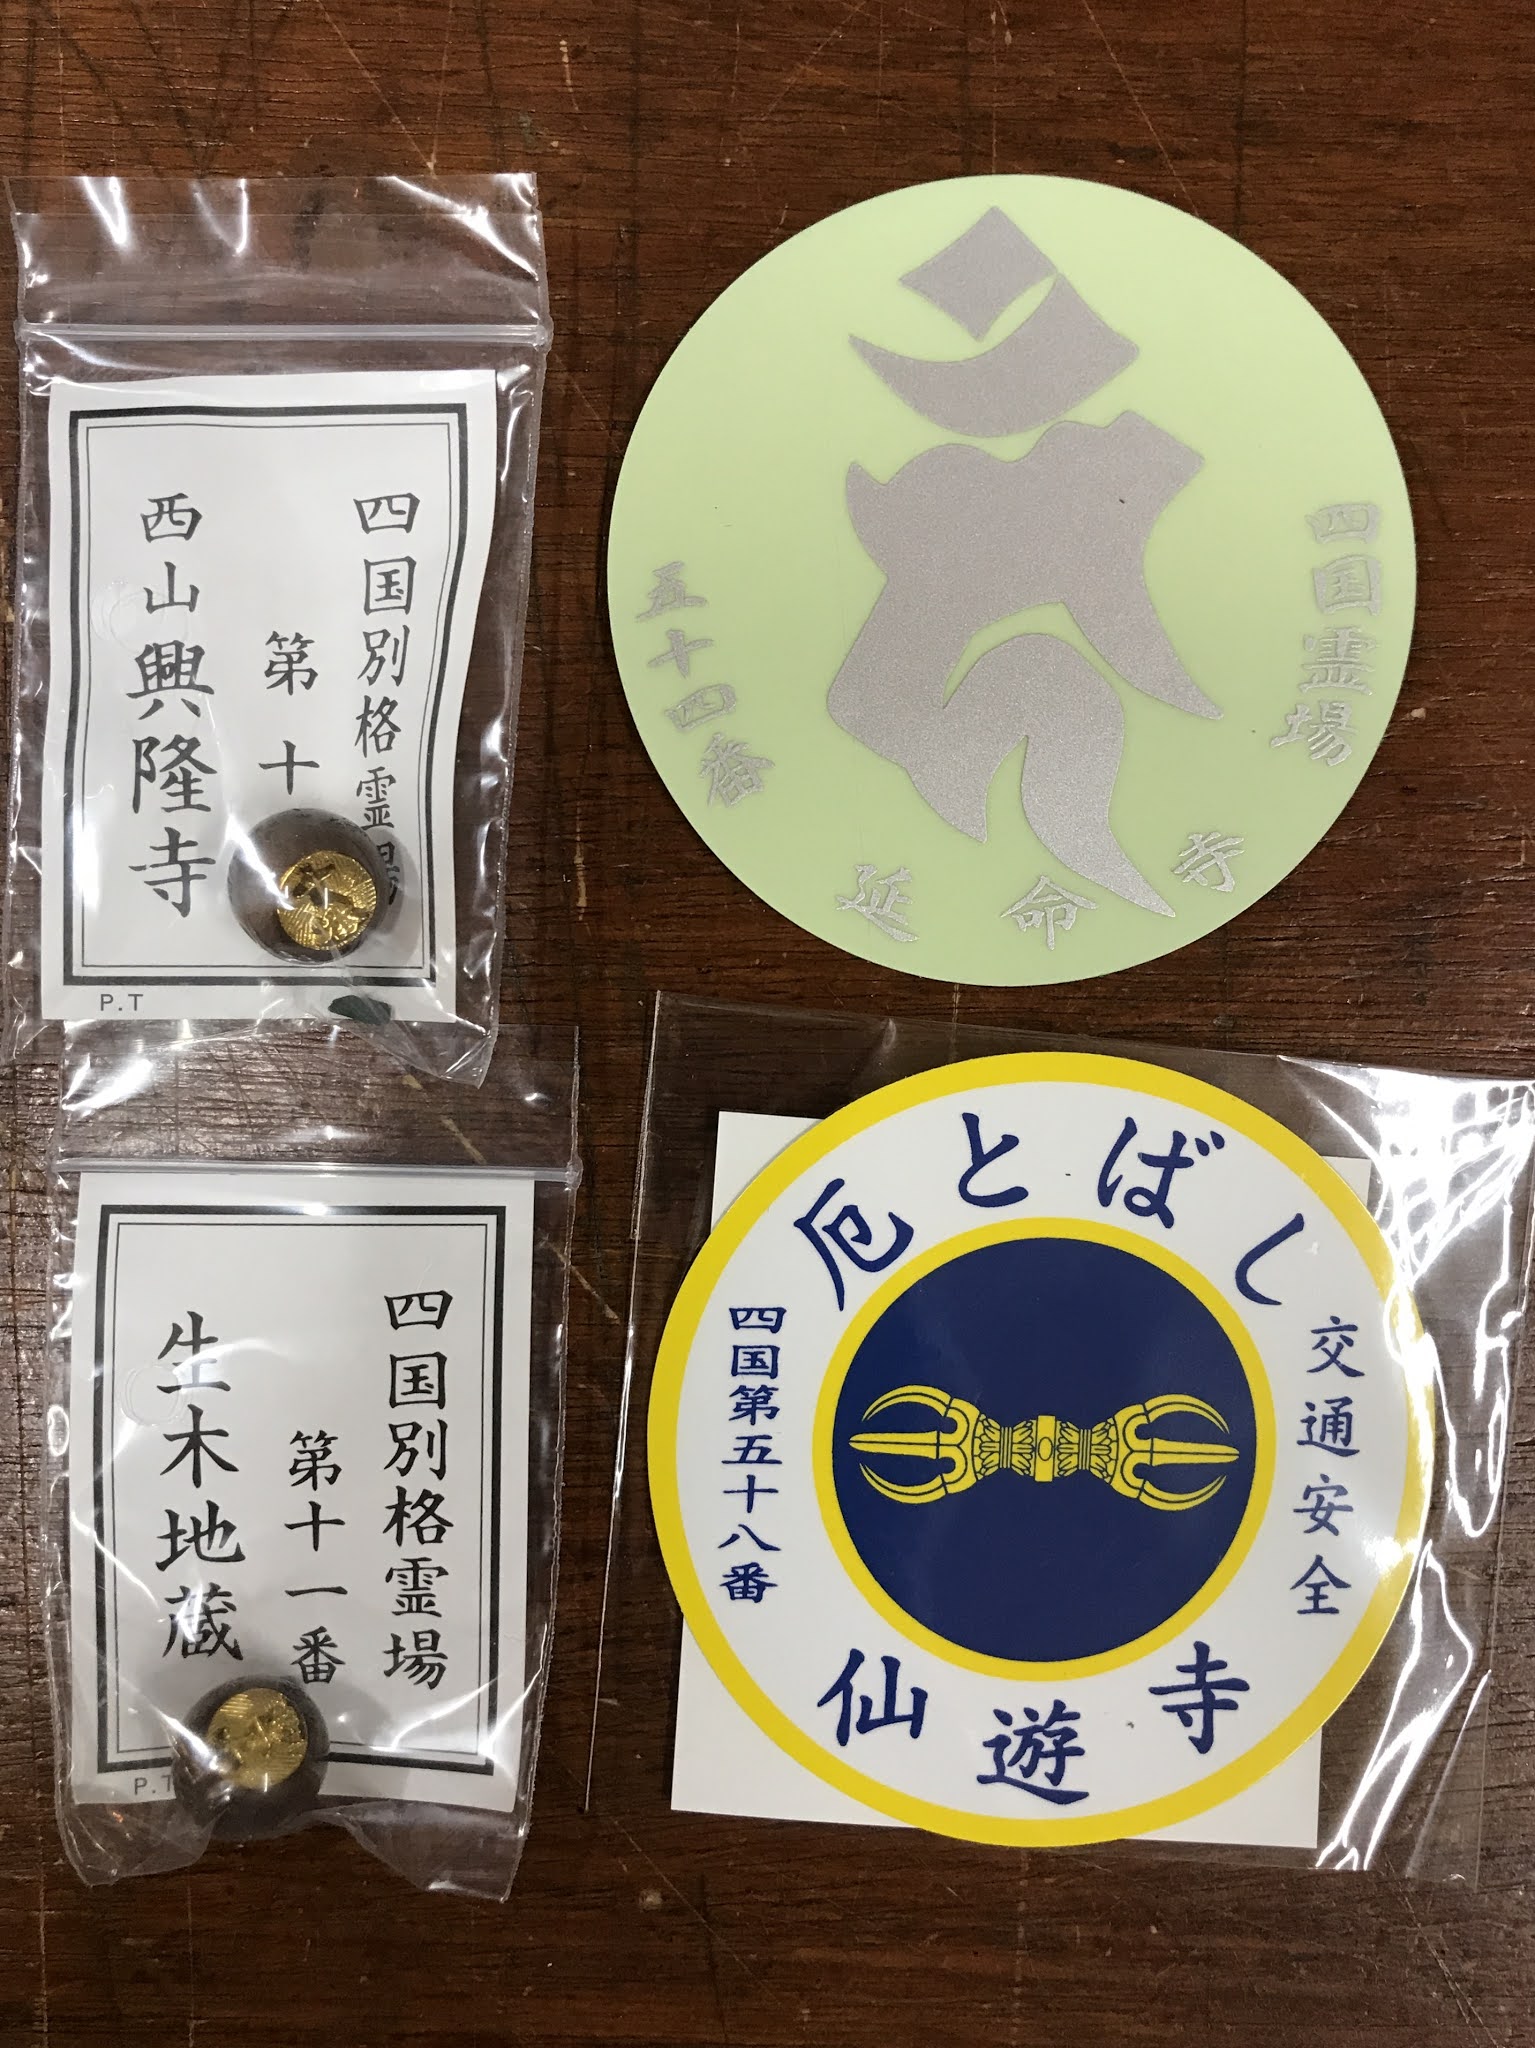 四国別格霊場
第十
西山興隆寺
P.T
四国霊場
五十四番
延命寺
四国別格霊場
第十一番
生木地蔵
P.T
厄とばし
交通安全
四国第五十八番
仙遊寺